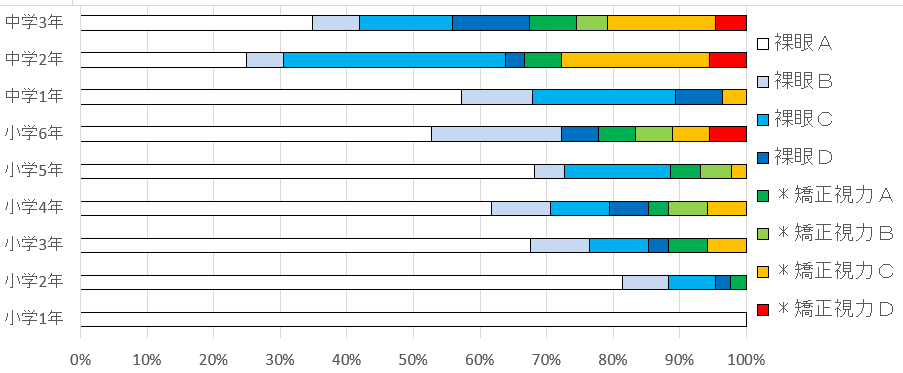 中学3年
中学2年
中学1年
小学6年
小学5年
小学4年
小学3年
小学2年
小学1年
0% 10% 20% 30% 40% 50% 60% 70% 80% 90% 100%
裸眼A
裸眼B
裸眼C
裸眼D
＊矯正視力A
＊矯正視力B
＊矯正視力C
＊矯正視力D